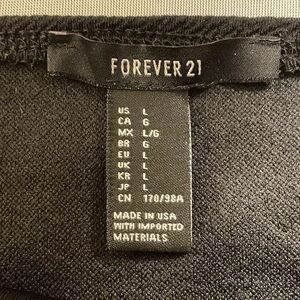 FOREVER 21
US L
CA G
MX L/G
BR G
EU L
UK L
KR L
JP L
CN 170/98A
MADE IN USA
WITH IMPORTED
MATERIALS